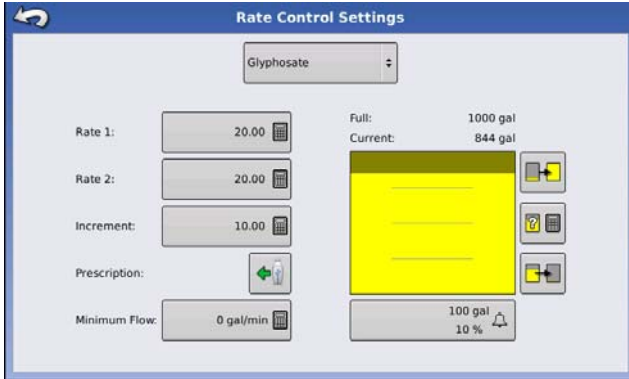 Rate Control Settings
Glyphosate
Rate 1: 20.00
Rate 2: 20.00
Increment: 10.00
Prescription:
Minimum Flow: 0 gal/min
Full: 1000 gal
Current: 844 gal
?
100 gal
10 %